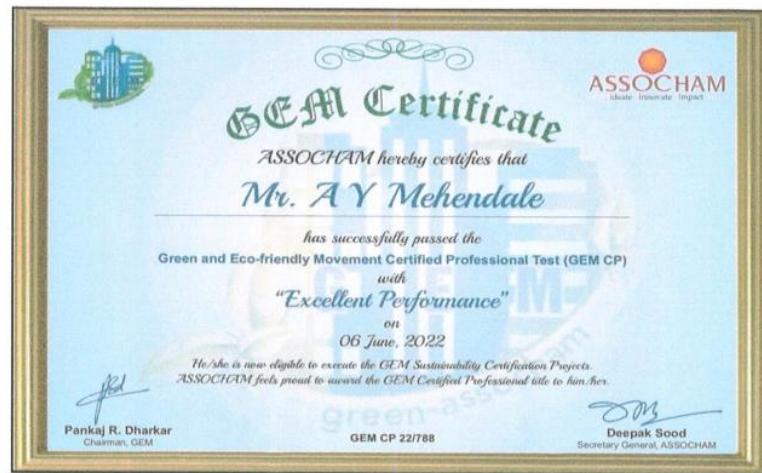 ASSOCHAM
Ideate Innovate Impact
GEM Certificate
ASSOCHAM hereby certifies that
Mr. A Y Mehendale
has successfully passed the
Green and Eco-friendly Movement Certified Professional Test (GEM CP)
with
“Excellent Performance”
on
06 June, 2022
He/she is now eligible to execute the GEM Sustainability Certification Projects.
ASSOCHAM feels proud to award the GEM Certified Professional title to him/her.
Pankaj R. Dharkar
Chairman, GEM
GEM CP 22/788
Deepak Sood
Secretary General, ASSOCHAM